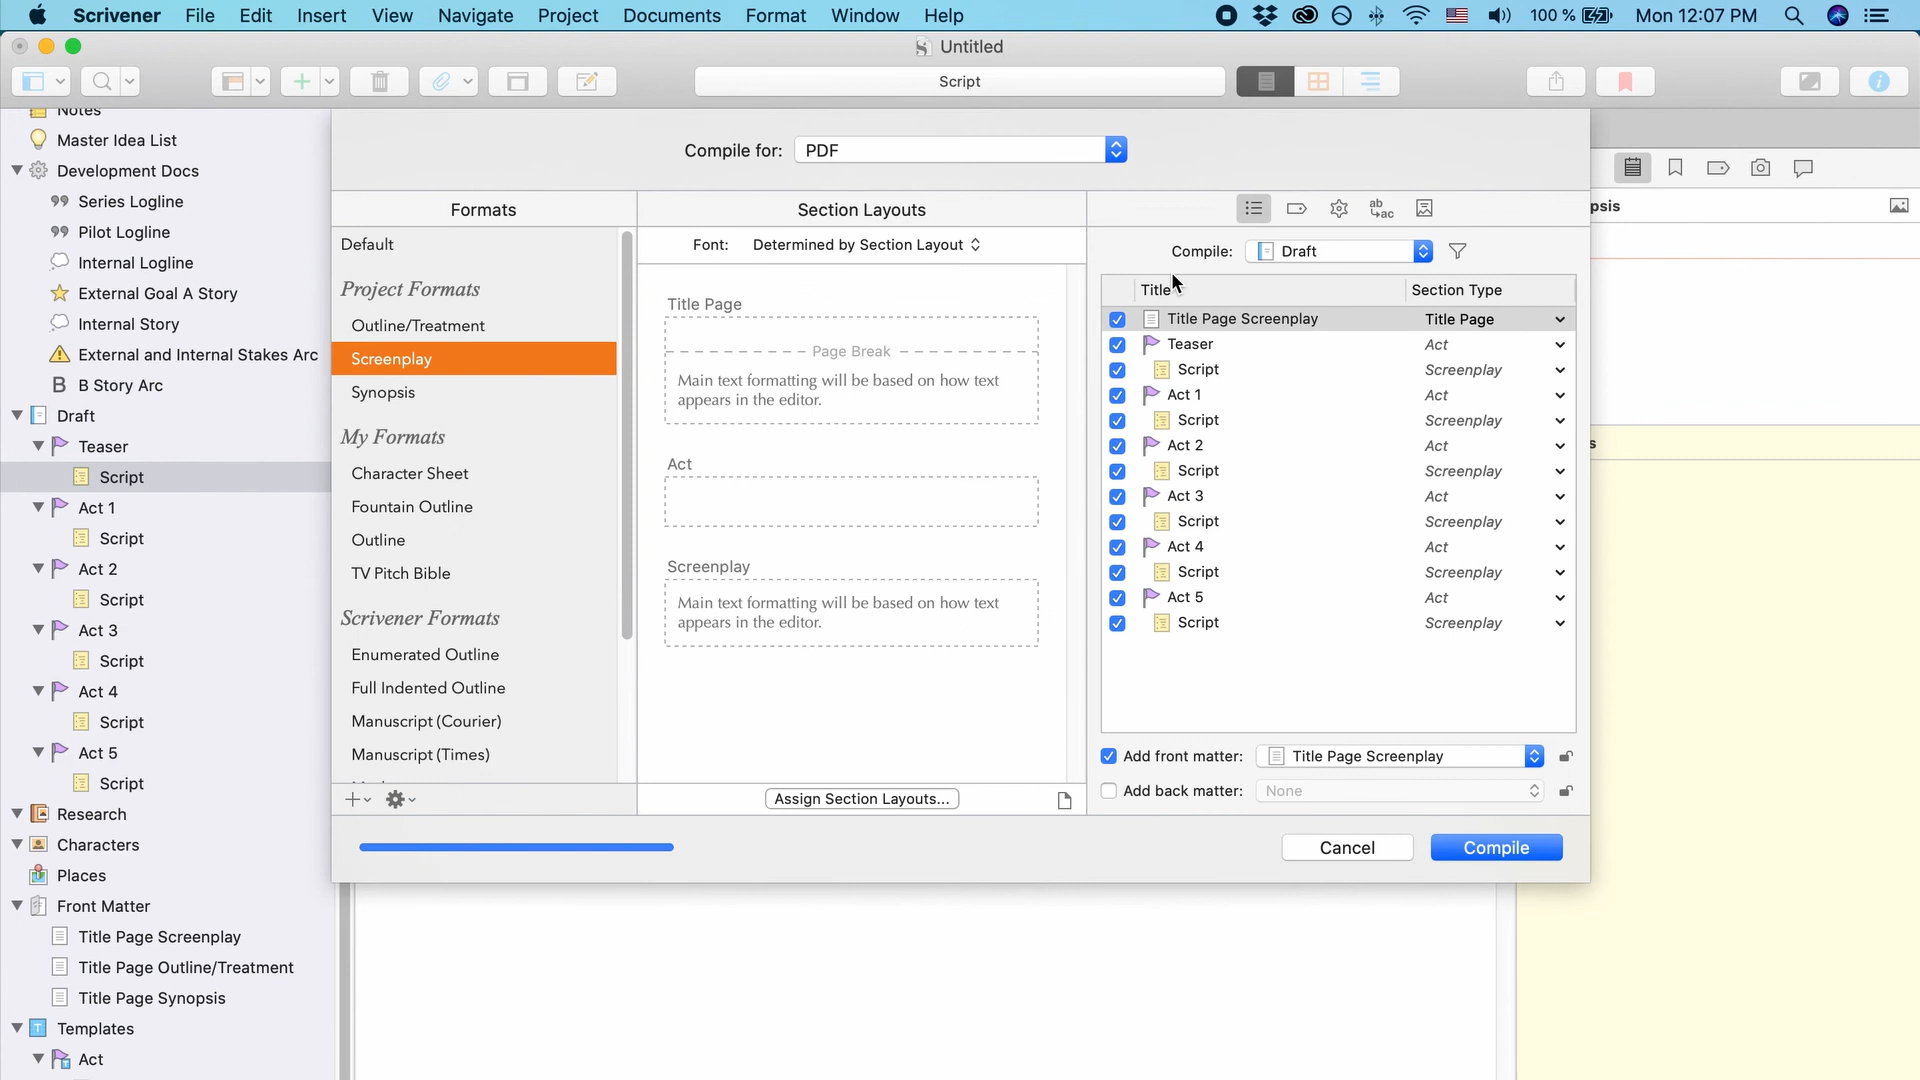 Scrivener File Edit Insert View Navigate Project Documents Format Window Help 100 % Mon 12:07 PM
Untitled
Script
Notes
Master Idea List
Development Docs
Series Logline
Pilot Logline
Internal Logline
External Goal A Story
Internal Story
External and Internal Stakes Arc
B Story Arc
Draft
Teaser
Script
Act 1
Script
Act 2
Script
Act 3
Script
Act 4
Script
Act 5
Script
Research
Characters
Places
Front Matter
Title Page Screenplay
Title Page Outline/Treatment
Title Page Synopsis
Templates
Act
Compile for: PDF
Formats
Default
Project Formats
Outline/Treatment
Screenplay
Synopsis
My Formats
Character Sheet
Fountain Outline
Outline
TV Pitch Bible
Scrivener Formats
Enumerated Outline
Full Indented Outline
Manuscript (Courier)
Manuscript (Times)
Section Layouts
Font: Determined by Section Layout
Title Page
Page Break
Main text formatting will be based on how text
appears in the editor.
Act
Screenplay
Main text formatting will be based on how text
appears in the editor.
Assign Section Layouts...
ab
ac
Compile: Draft
Title Section Type
Title Page Screenplay Title Page
Teaser Act
Script Screenplay
Act 1 Act
Script Screenplay
Act 2 Act
Script Screenplay
Act 3 Act
Script Screenplay
Act 4 Act
Script Screenplay
Act 5 Act
Script Screenplay
Add front matter: Title Page Screenplay
Add back matter: None
Cancel Compile
psis
s